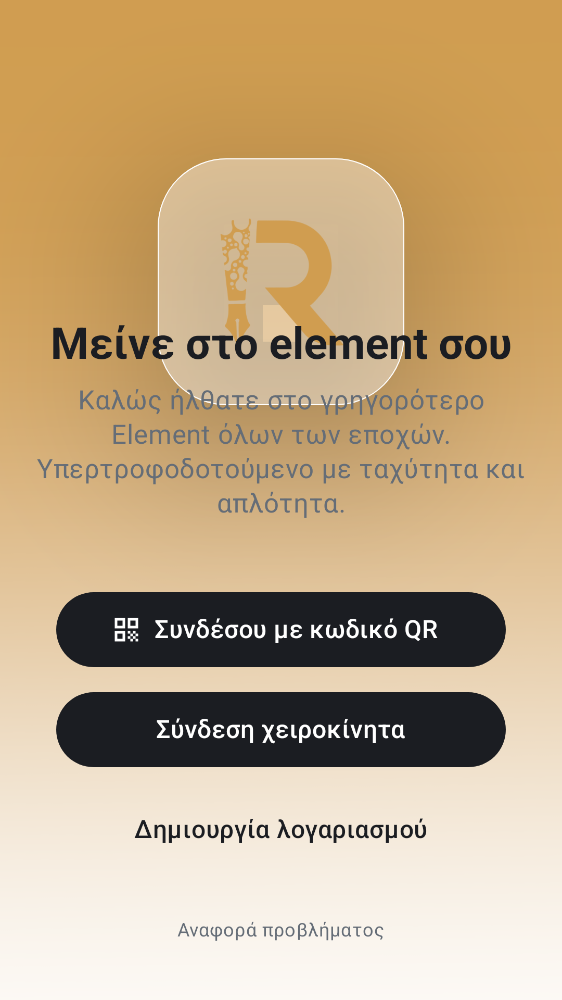 R
Μείνε στο element σου
Καλώς ήλθατε στο γρηγορότερο
Element όλων των εποχών.
Υπερτροφοδοτούμενο με ταχύτητα και
απλότητα.
Συνδέσου με κωδικό QR
Σύνδεση χειροκίνητα
Δημιουργία λογαριασμού
Αναφορά προβλήματος